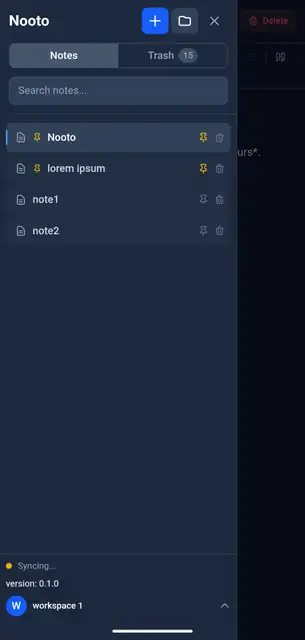 Nooto
Delete
Notes
Trash 15
Search notes...
Nooto
urs*.
lorem ipsum
note1
note2
Syncing...
version: 0.1.0
W workspace 1